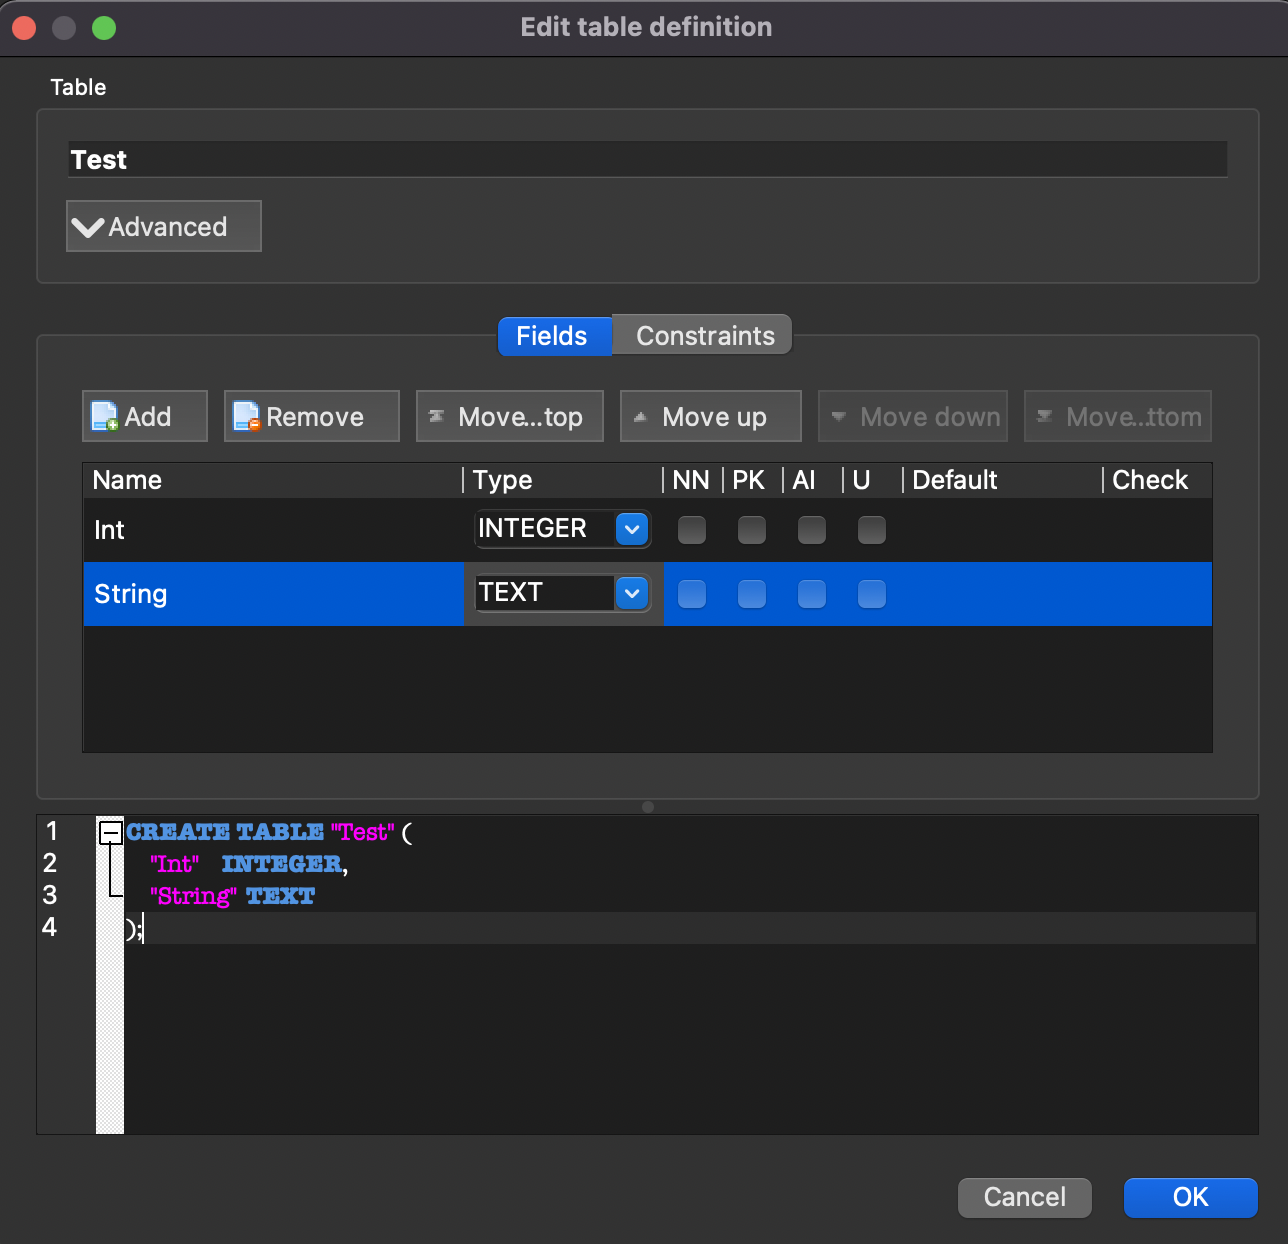 Edit table definition
Table
Test
Advanced
Fields Constraints
Add Remove Move...top Move up Move down Move...ttom
Name Type NN PK AI U Default Check
Int INTEGER
String TEXT
1 CREATE TABLE "Test" (
2 "Int" INTEGER,
3 "String" TEXT
4 );
Cancel OK